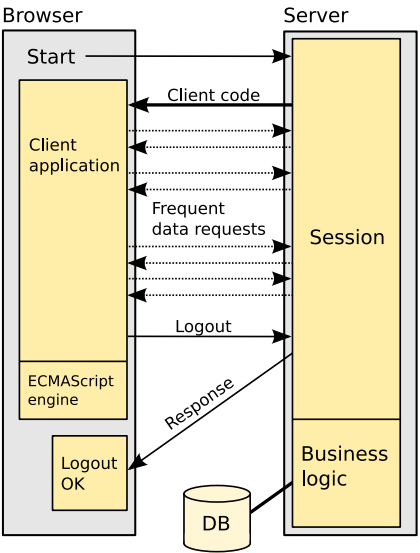 Browser
Server
Start
Client code
Client
application
Frequent
data requests
Session
Logout
ECMAScript
engine
Response
Logout
OK
Business
logic
DB